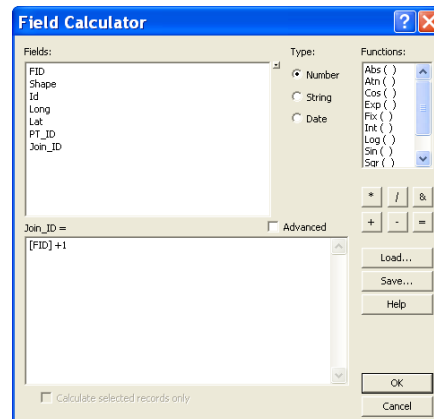 Field Calculator
Fields:
Type:
Functions:
FID
Shape
Id
Long
Lat
PT_ID
Join_ID
Number
String
Date
Abs ( )
Atn ( )
Cos ( )
Exp ( )
Fix ( )
Int ( )
Log ( )
Sin ( )
Sqr ( )
* / &
+ - =
Join_ID =
Advanced
[FID] +1
Load...
Save...
Help
Calculate selected records only
OK
Cancel